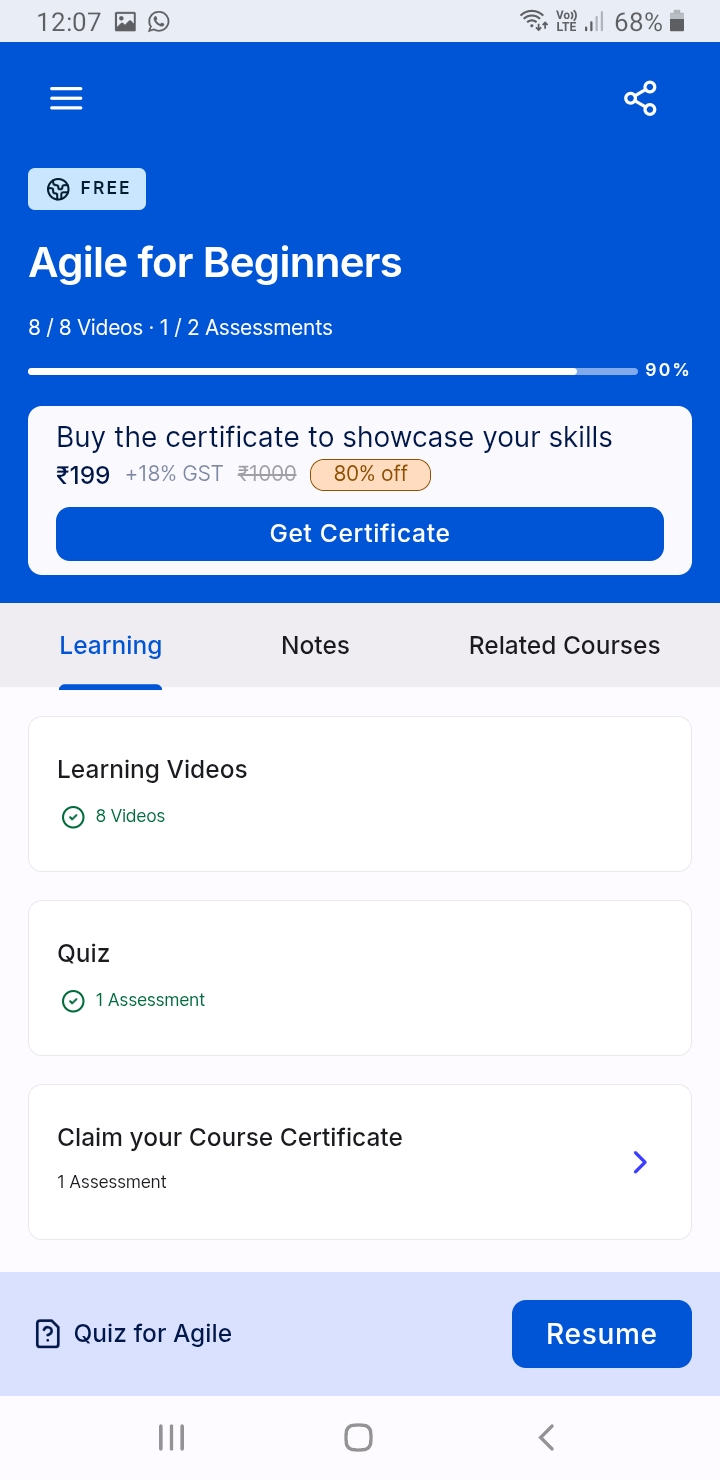 12:07 Vo)) LTE 68%
FREE
Agile for Beginners
8 / 8 Videos · 1 / 2 Assessments
90%
Buy the certificate to showcase your skills
₹199 +18% GST ₹1000 80% off
Get Certificate
Learning Notes Related Courses
Learning Videos
8 Videos
Quiz
1 Assessment
Claim your Course Certificate
1 Assessment
Quiz for Agile Resume